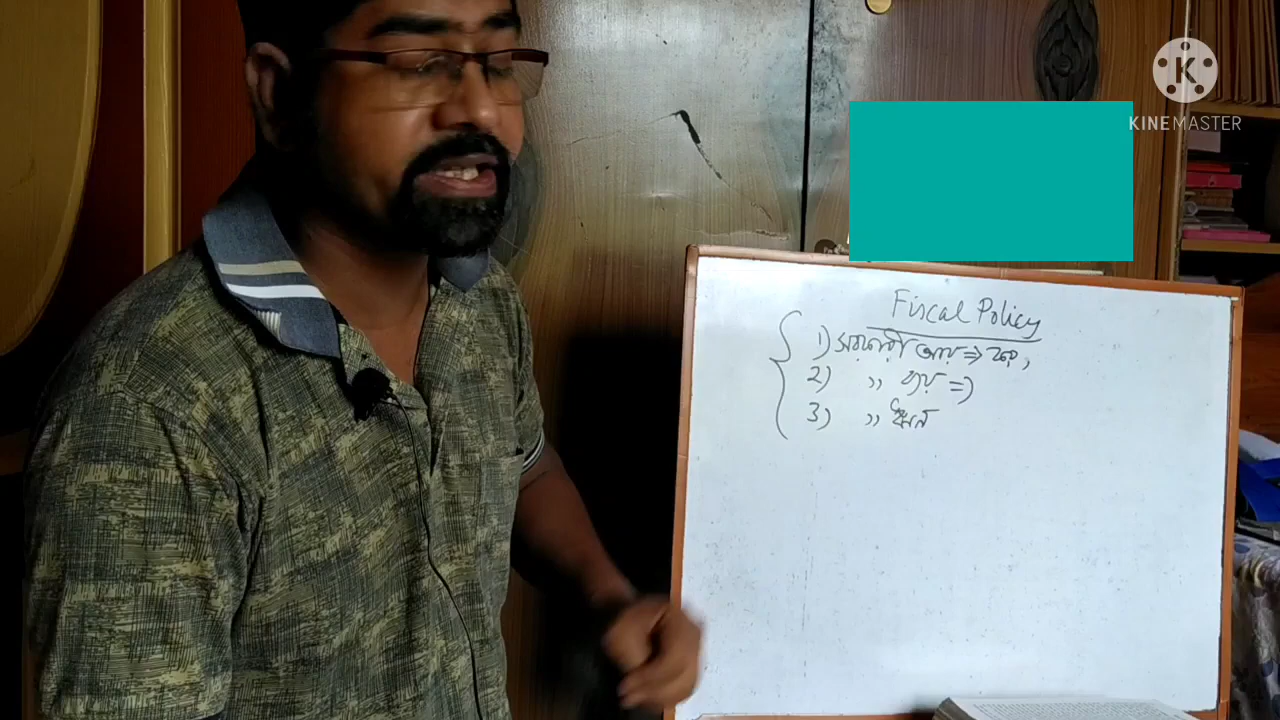 KINEMASTER
Fiscal Policy
1) সরকারী আয় ⇒ কর,
2) ,, ব্যয় =>
3) ,, ঋণ